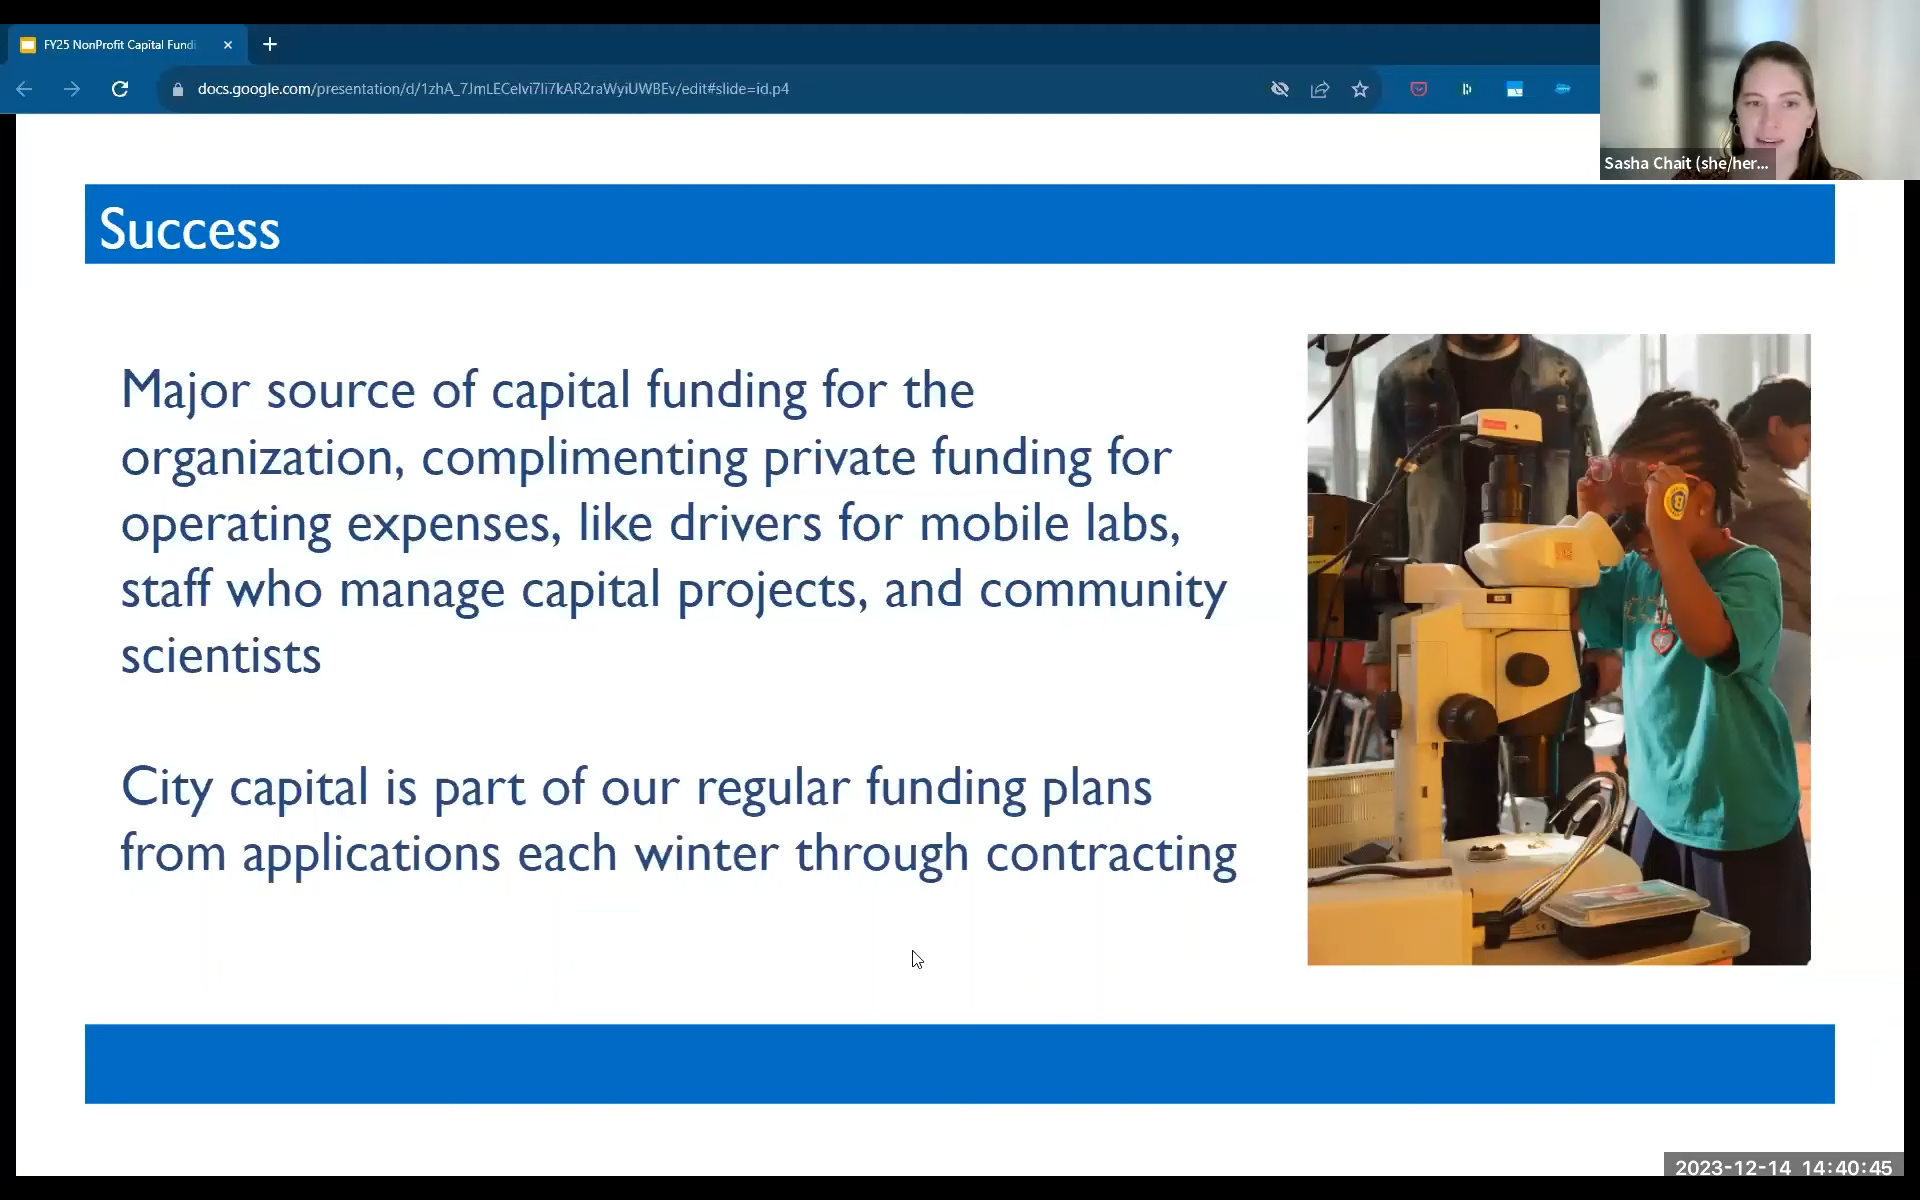 FY25 NonProfit Capital Fundi
docs.google.com/presentation/d/1zhA_7JmLECelvi7li7kAR2raWyiUWBEv/edit#slide=id.p4
Sasha Chait (she/her...
Success
Major source of capital funding for the
organization, complimenting private funding for
operating expenses, like drivers for mobile labs,
staff who manage capital projects, and community
scientists
City capital is part of our regular funding plans
from applications each winter through contracting
2023-12-14 14:40:45